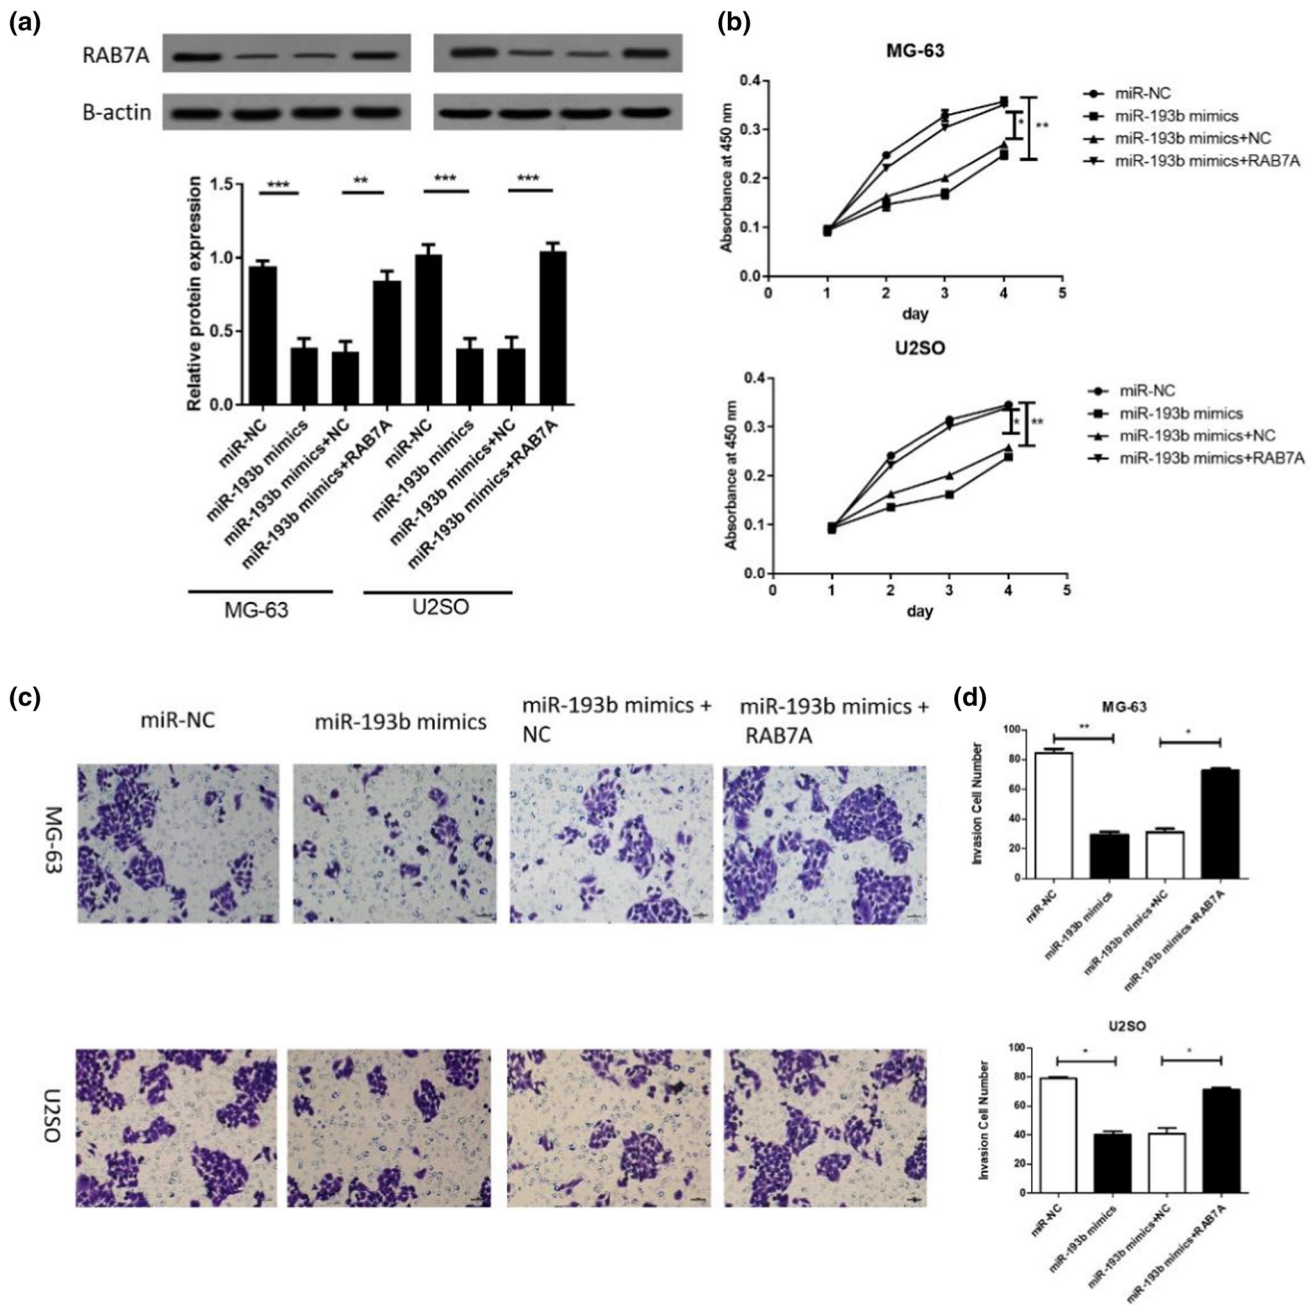 (a)
RAB7A
B-actin
Relative protein expression
1.5
1.0
0.5
0.0
***
**
***
***
miR-NC
miR-193b mimics
miR-193b mimics+NC
miR-193b mimics+RAB7A
miR-NC
miR-193b mimics
miR-193b mimics+NC
miR-193b mimics+RAB7A
MG-63
U2SO
(b)
MG-63
Absorbance at 450 nm
0.4
0.3
0.2
0.1
0.0
0 1 2 3 4 5
day
*
**
miR-NC
miR-193b mimics
miR-193b mimics+NC
miR-193b mimics+RAB7A
U2SO
Absorbance at 450 nm
0.4
0.3
0.2
0.1
0.0
0 1 2 3 4 5
day
*
**
miR-NC
miR-193b mimics
miR-193b mimics+NC
miR-193b mimics+RAB7A
(c)
miR-NC
miR-193b mimics
miR-193b mimics +
NC
miR-193b mimics +
RAB7A
MG-63
U2SO
(d)
MG-63
Invasion Cell Number
100
80
60
40
20
0
**
*
miR-NC
miR-193b mimics
miR-193b mimics+NC
miR-193b mimics+RAB7A
U2SO
Invasion Cell Number
100
80
60
40
20
0
*
*
miR-NC
miR-193b mimics
miR-193b mimics+NC
miR-193b mimics+RAB7A